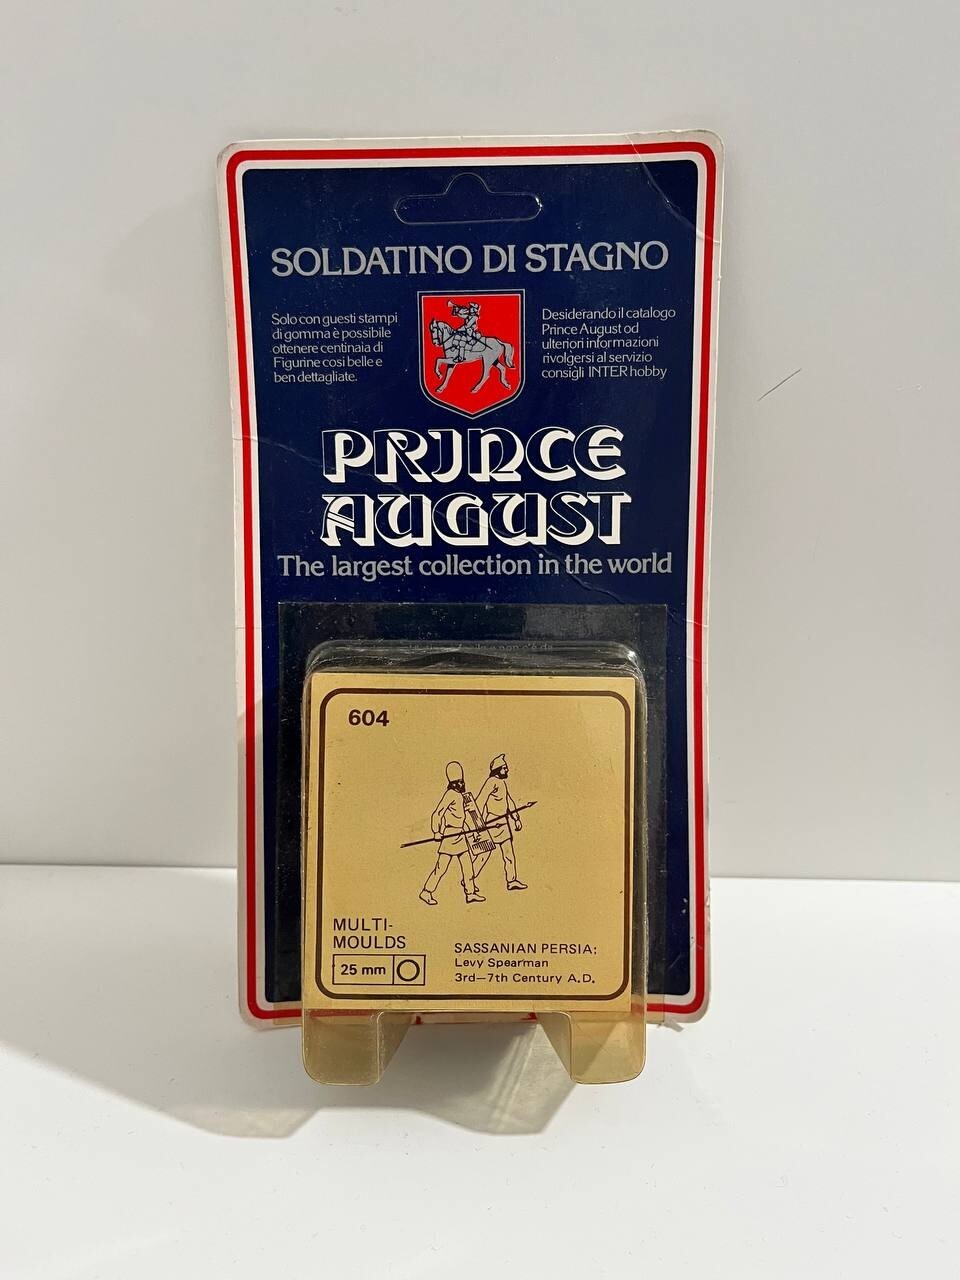 SOLDATINO DI STAGNO
Solo con questi stampi
di gomma è possibile
ottenere centinaia di
Figurine cosi belle e
ben dettagliate.
Desiderando il catalogo
Prince August od
ulteriori informazioni
rivolgersi al servizio
consigli INTER hobby
PRINCE
AUGUST
The largest collection in the world
604
MULTI-
MOULDS
25 mm
SASSANIAN PERSIA:
Levy Spearman
3rd—7th Century A.D.